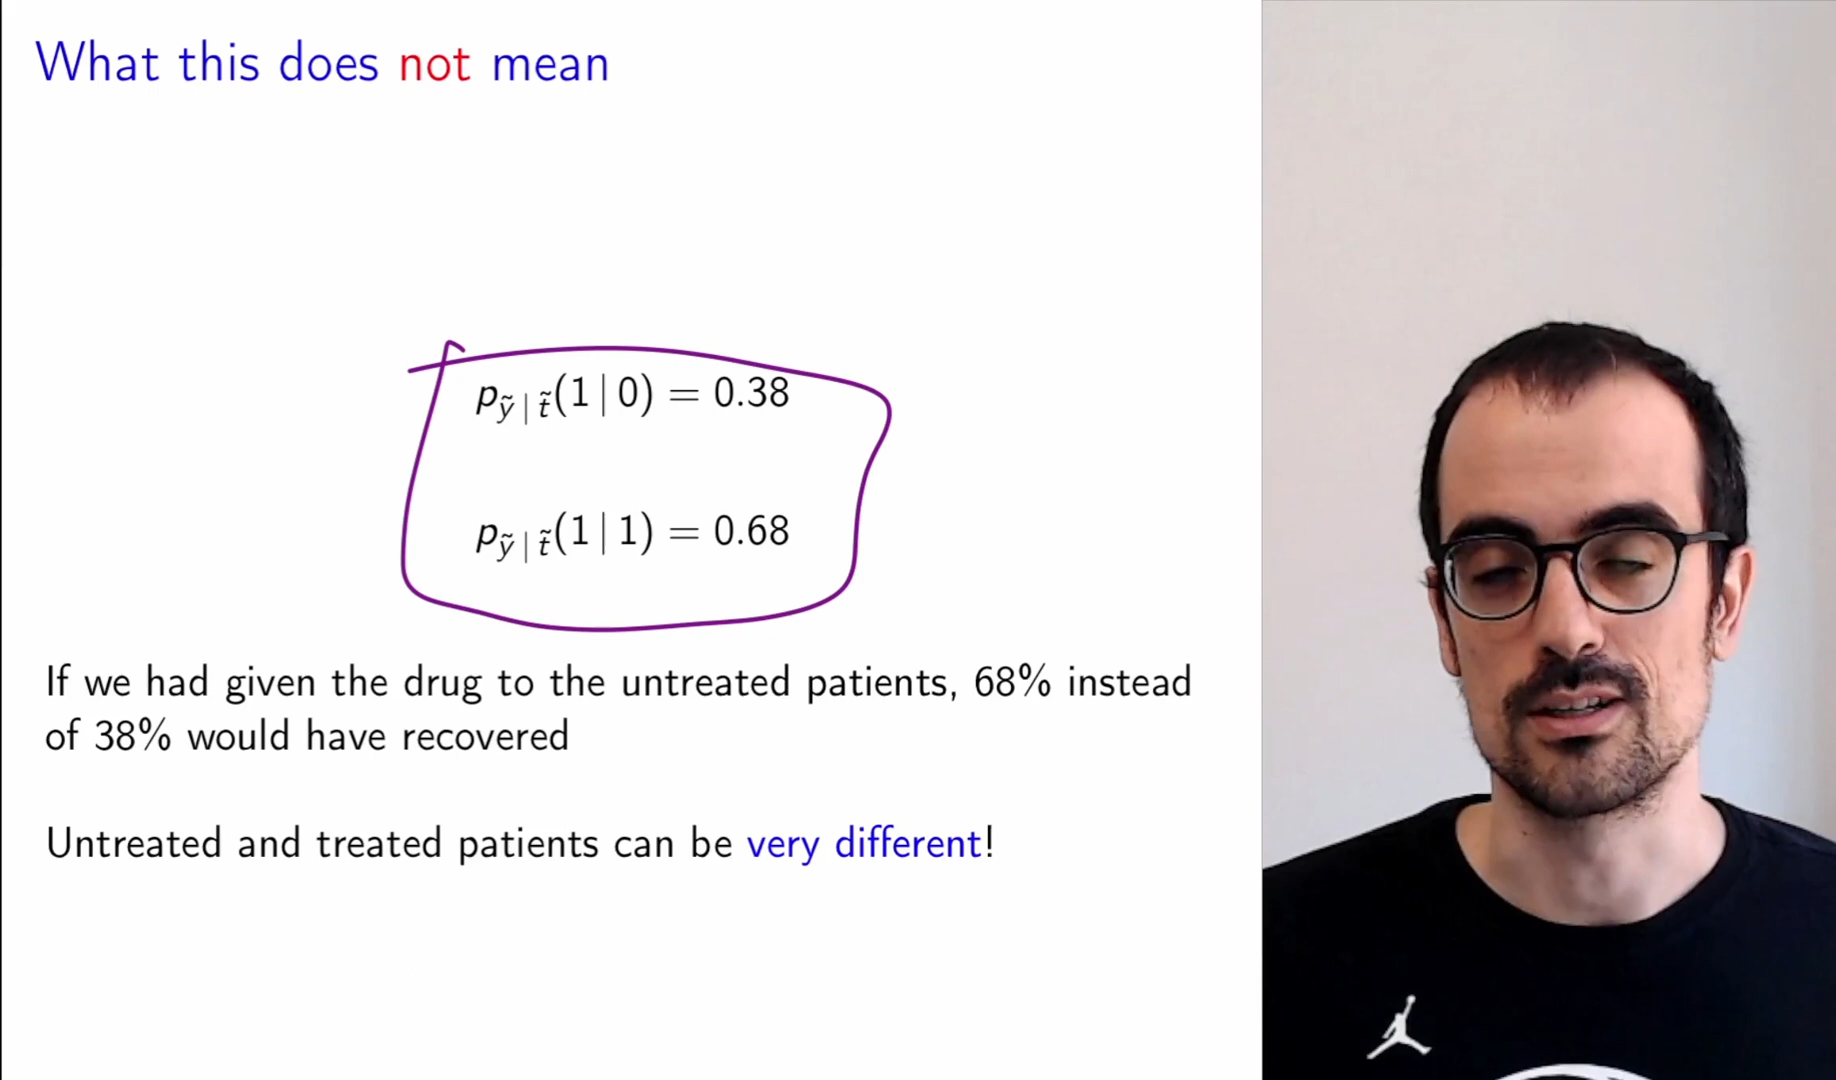 What this does not mean
p_{ỹ | t̃}(1 | 0) = 0.38
p_{ỹ | t̃}(1 | 1) = 0.68
If we had given the drug to the untreated patients, 68% instead
of 38% would have recovered
Untreated and treated patients can be very different!